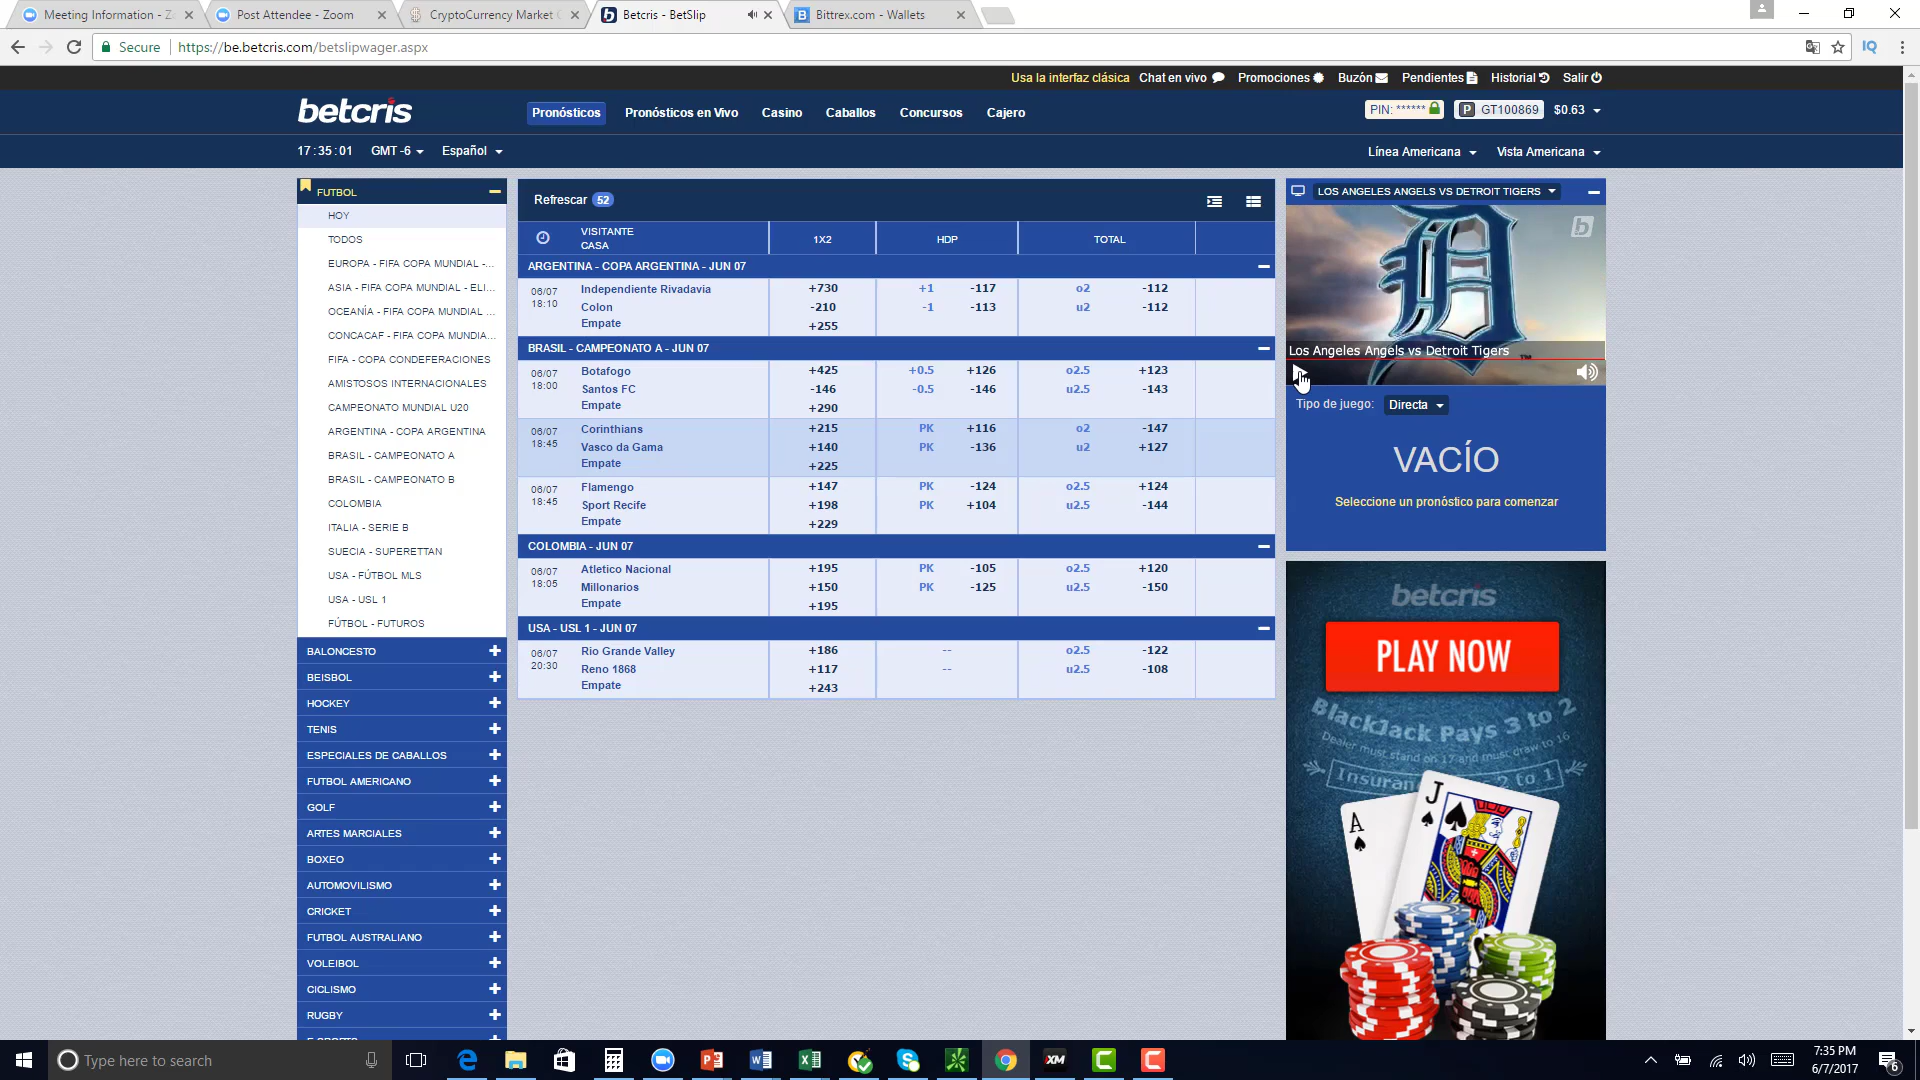 Meeting Information - Z
Post Attendee - Zoom
CryptoCurrency Market C
Betcris - BetSlip
Bittrex.com - Wallets
Secure
https://be.betcris.com/betslipwager.aspx
IQ
Usa la interfaz clásica
Chat en vivo
Promociones
Buzón
Pendientes
Historial
Salir
betcris
Pronósticos
Pronósticos en Vivo
Casino
Caballos
Concursos
Cajero
PIN: ******
P GT100869
$0.63
17:35:01
GMT -6
Español
Línea Americana
Vista Americana
FUTBOL
HOY
TODOS
EUROPA - FIFA COPA MUNDIAL -...
ASIA - FIFA COPA MUNDIAL - ELI...
OCEANÍA - FIFA COPA MUNDIAL ...
CONCACAF - FIFA COPA MUNDIA...
FIFA - COPA CONDEFERACIONES
AMISTOSOS INTERNACIONALES
CAMPEONATO MUNDIAL U20
ARGENTINA - COPA ARGENTINA
BRASIL - CAMPEONATO A
BRASIL - CAMPEONATO B
COLOMBIA
ITALIA - SERIE B
SUECIA - SUPERETTAN
USA - FÚTBOL MLS
USA - USL 1
FÚTBOL - FUTUROS
BALONCESTO
BEISBOL
HOCKEY
TENIS
ESPECIALES DE CABALLOS
FUTBOL AMERICANO
GOLF
ARTES MARCIALES
BOXEO
AUTOMOVILISMO
CRICKET
FUTBOL AUSTRALIANO
VOLEIBOL
CICLISMO
RUGBY
Refrescar 52
VISITANTE
CASA
1X2
HDP
TOTAL
ARGENTINA - COPA ARGENTINA - JUN 07
06/07
18:10
Independiente Rivadavia +730 +1 -117 o2 -112
Colon -210 -1 -113 u2 -112
Empate +255
BRASIL - CAMPEONATO A - JUN 07
06/07
18:00
Botafogo +425 +0.5 +126 o2.5 +123
Santos FC -146 -0.5 -146 u2.5 -143
Empate +290
06/07
18:45
Corinthians +215 PK +116 o2 -147
Vasco da Gama +140 PK -136 u2 +127
Empate +225
06/07
18:45
Flamengo +147 PK -124 o2.5 +124
Sport Recife +198 PK +104 u2.5 -144
Empate +229
COLOMBIA - JUN 07
06/07
18:05
Atletico Nacional +195 PK -105 o2.5 +120
Millonarios +150 PK -125 u2.5 -150
Empate +195
USA - USL 1 - JUN 07
06/07
20:30
Rio Grande Valley +186 -- o2.5 -122
Reno 1868 +117 -- u2.5 -108
Empate +243
LOS ANGELES ANGELS VS DETROIT TIGERS
D
b
Los Angeles Angels vs Detroit Tigers
Tipo de juego: Directa
VACÍO
Seleccione un pronóstico para comenzar
betcris
PLAY NOW
BlackJack Pays 3 to 2
Dealer must stand on 17 and must draw to 16
Insuran 2 to 1
A
J
Type here to search
XM
7:35 PM
6/7/2017
6